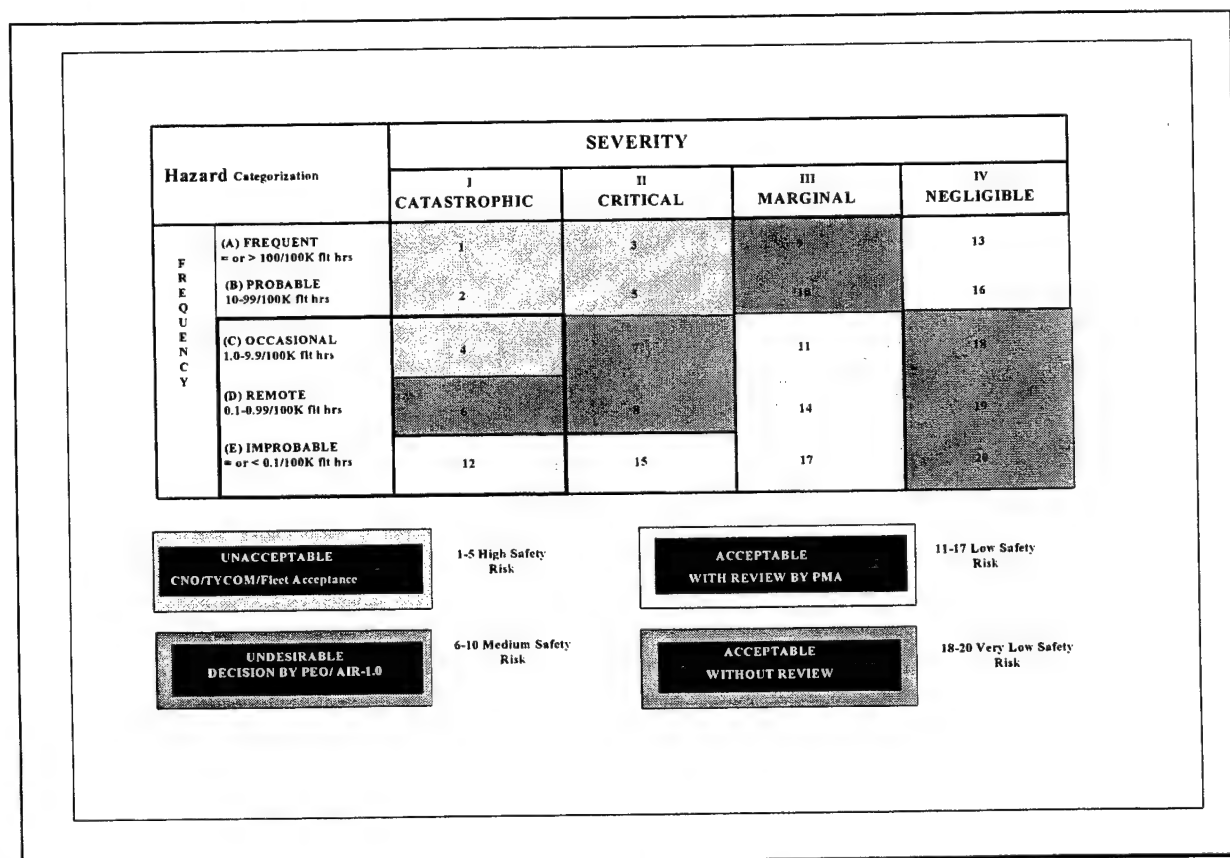 SEVERITY
Hazard Categorization
I
CATASTROPHIC
II
CRITICAL
III
MARGINAL
IV
NEGLIGIBLE
FREQUENCY
(A) FREQUENT
= or > 100/100K flt hrs
1
3
9
13
(B) PROBABLE
10-99/100K flt hrs
2
5
10
16
(C) OCCASIONAL
1.0-9.9/100K flt hrs
4
7
11
18
(D) REMOTE
0.1-0.99/100K flt hrs
6
8
14
19
(E) IMPROBABLE
= or < 0.1/100K flt hrs
12
15
17
20
UNACCEPTABLE
CNO/TYCOM/Fleet Acceptance
1-5 High Safety
Risk
ACCEPTABLE
WITH REVIEW BY PMA
11-17 Low Safety
Risk
UNDESIRABLE
DECISION BY PEO/ AIR-1.0
6-10 Medium Safety
Risk
ACCEPTABLE
WITHOUT REVIEW
18-20 Very Low Safety
Risk